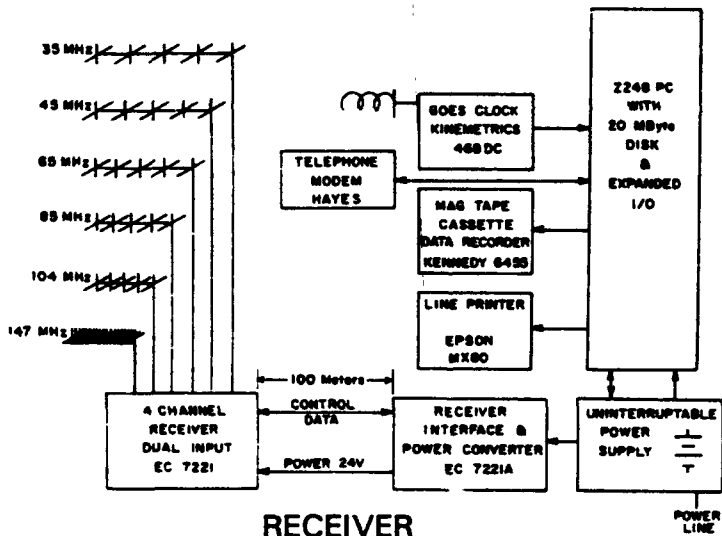 35 MHz
45 MHz
65 MHz
85 MHz
104 MHz
147 MHz
GOES CLOCK
KINEMETRICS
468 DC
TELEPHONE
MODEM
HAYES
MAG TAPE
CASSETTE
DATA RECORDER
KENNEDY 6455
LINE PRINTER
EPSON
MX80
Z248 PC
WITH
20 MByte
DISK
&
EXPANDED
I/O
100 Meters
4 CHANNEL
RECEIVER
DUAL INPUT
EC 7221
CONTROL
DATA
POWER 24V
RECEIVER
INTERFACE &
POWER CONVERTER
EC 7221A
UNINTERRUPTABLE
POWER
SUPPLY
POWER
LINE
RECEIVER